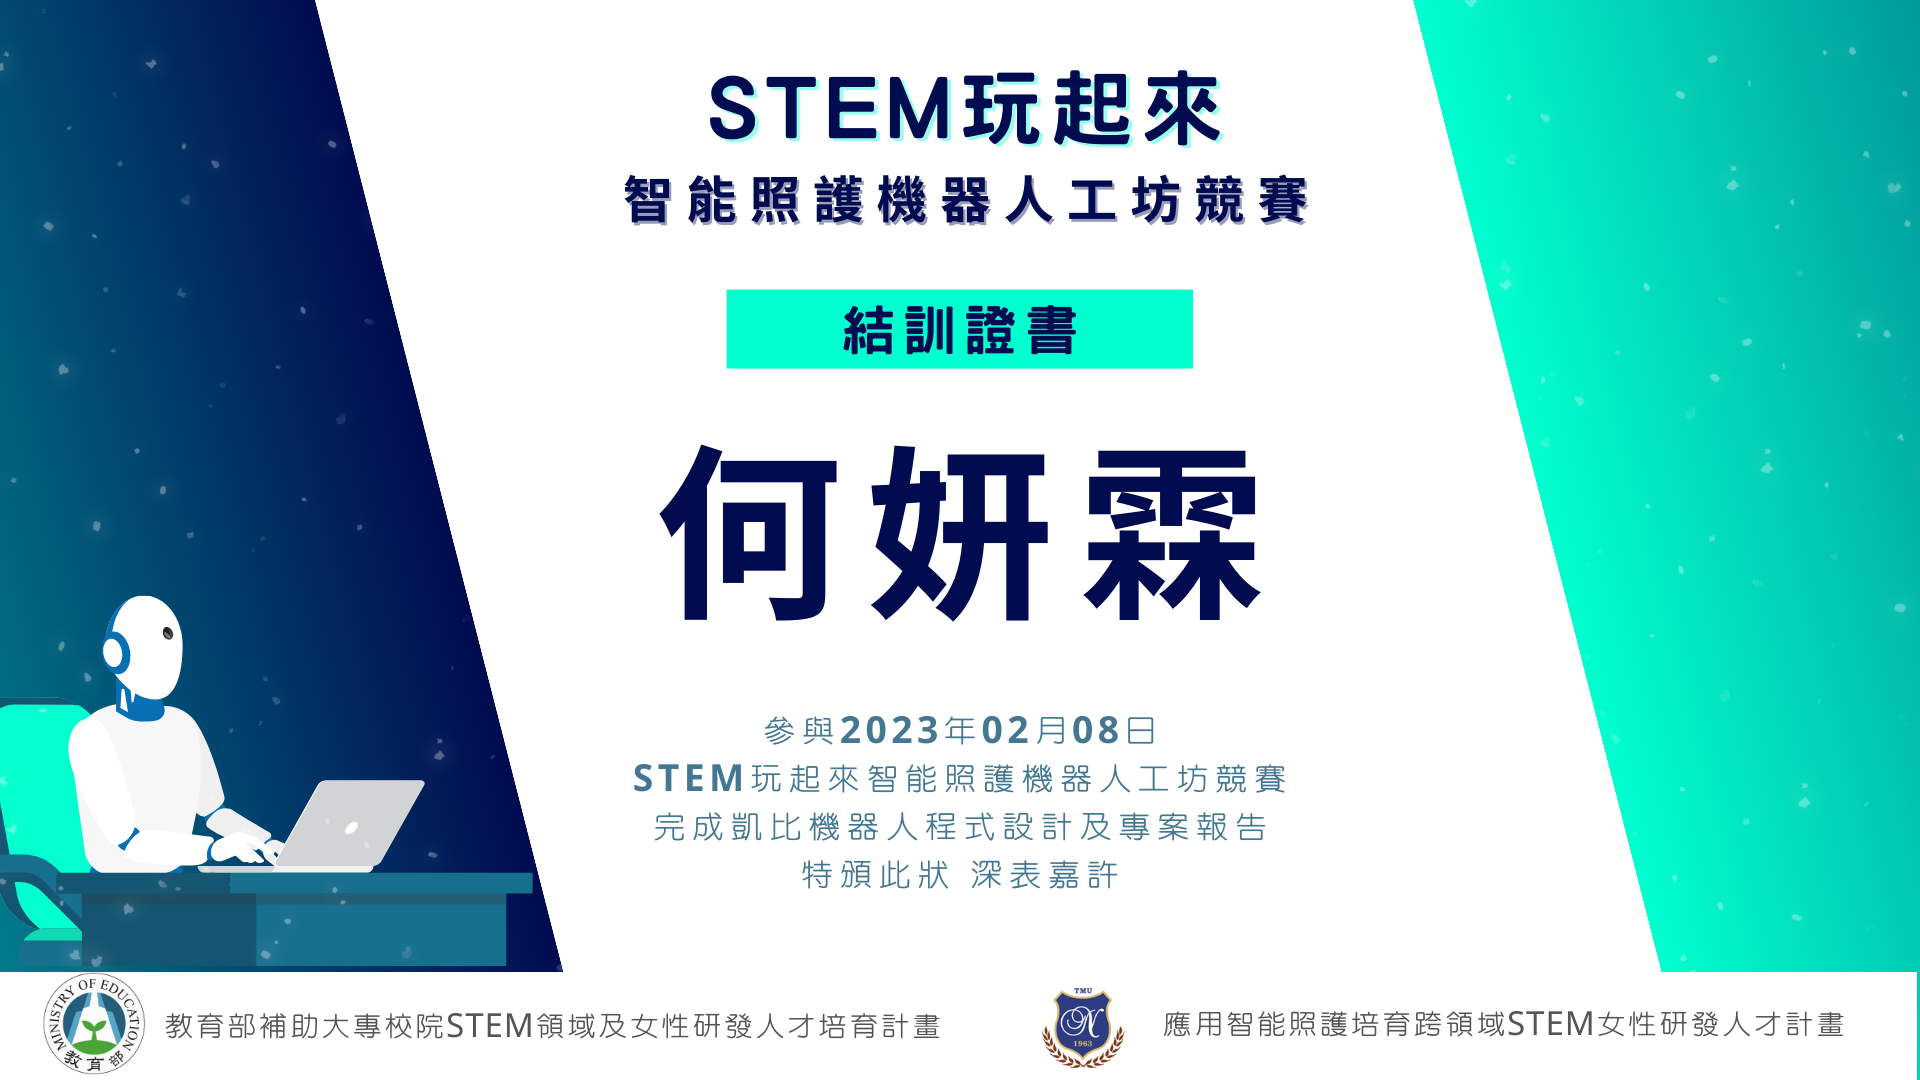 STEM玩起來
智能照護機器人工坊競賽
結訓證書
何妍霖
參與2023年02月08日
STEM玩起來智能照護機器人工坊競賽
完成凱比機器人程式設計及專案報告
特頒此狀 深表嘉許
MINISTRY OF EDUCATION
教育部
教育部補助大專校院STEM領域及女性研發人才培育計畫
TMU
N
1963
應用智能照護培育跨領域STEM女性研發人才計畫